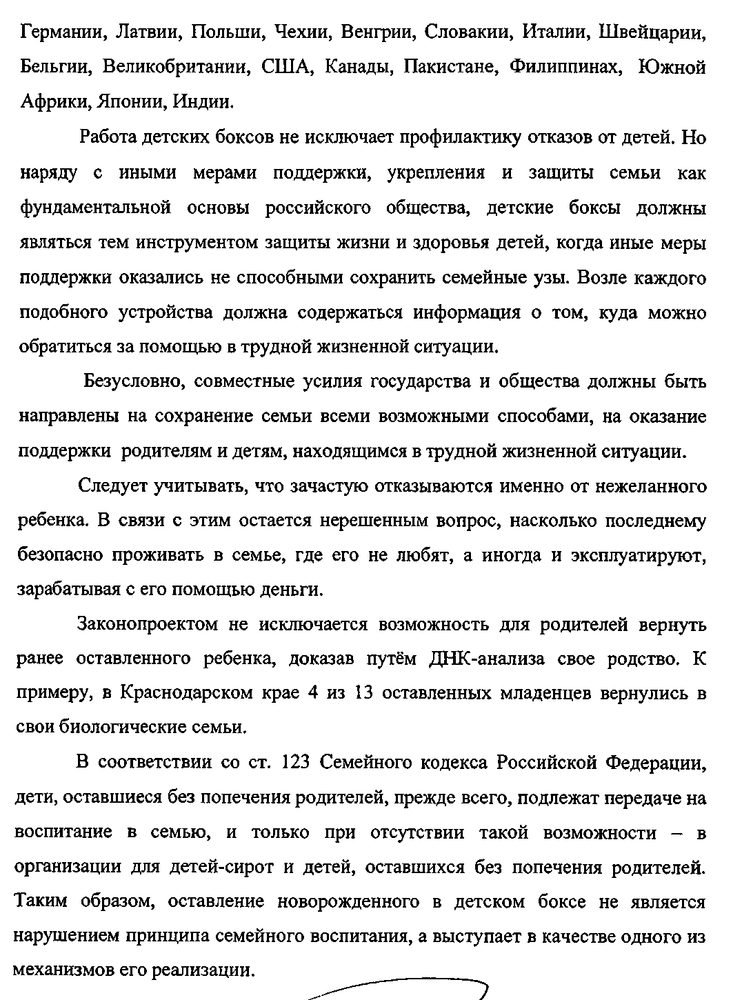 Германии, Латвии, Польши, Чехии, Венгрии, Словакии, Италии, Швейцарии,
Бельгии, Великобритании, США, Канады, Пакистане, Филиппинах, Южной
Африки, Японии, Индии.
Работа детских боксов не исключает профилактику отказов от детей. Но
наряду с иными мерами поддержки, укрепления и защиты семьи как
фундаментальной основы российского общества, детские боксы должны
являться тем инструментом защиты жизни и здоровья детей, когда иные меры
поддержки оказались не способными сохранить семейные узы. Возле каждого
подобного устройства должна содержаться информация о том, куда можно
обратиться за помощью в трудной жизненной ситуации.
Безусловно, совместные усилия государства и общества должны быть
направлены на сохранение семьи всеми возможными способами, на оказание
поддержки родителям и детям, находящимся в трудной жизненной ситуации.
Следует учитывать, что зачастую отказываются именно от нежеланного
ребенка. В связи с этим остается нерешенным вопрос, насколько последнему
безопасно проживать в семье, где его не любят, а иногда и эксплуатируют,
зарабатывая с его помощью деньги.
Законопроектом не исключается возможность для родителей вернуть
ранее оставленного ребенка, доказав путём ДНК-анализа свое родство. К
примеру, в Краснодарском крае 4 из 13 оставленных младенцев вернулись в
свои биологические семьи.
В соответствии со ст. 123 Семейного кодекса Российской Федерации,
дети, оставшиеся без попечения родителей, прежде всего, подлежат передаче на
воспитание в семью, и только при отсутствии такой возможности – в
организации для детей-сирот и детей, оставшихся без попечения родителей.
Таким образом, оставление новорожденного в детском боксе не является
нарушением принципа семейного воспитания, а выступает в качестве одного из
механизмов его реализации.